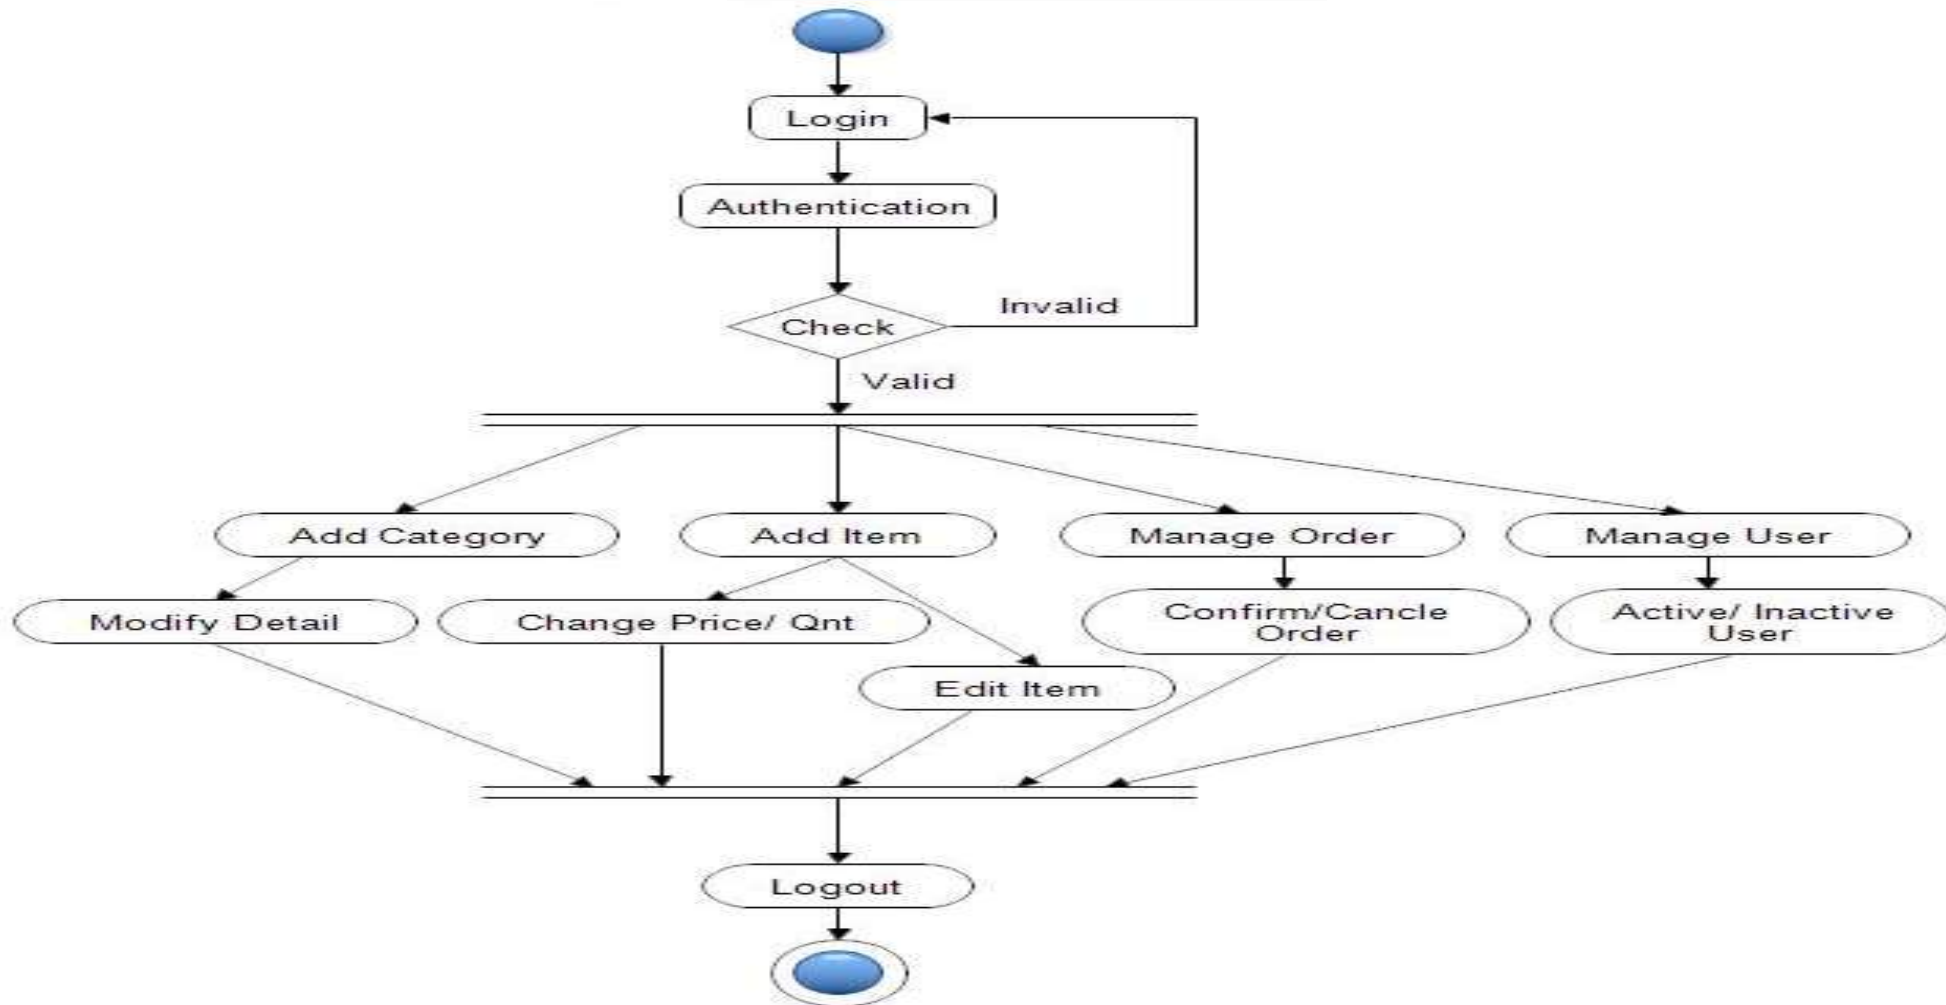 Login
Authentication
Check
Invalid
Valid
Add Category
Add Item
Manage Order
Manage User
Modify Detail
Change Price/ Qnt
Confirm/Cancle
Order
Active/ Inactive
User
Edit Item
Logout